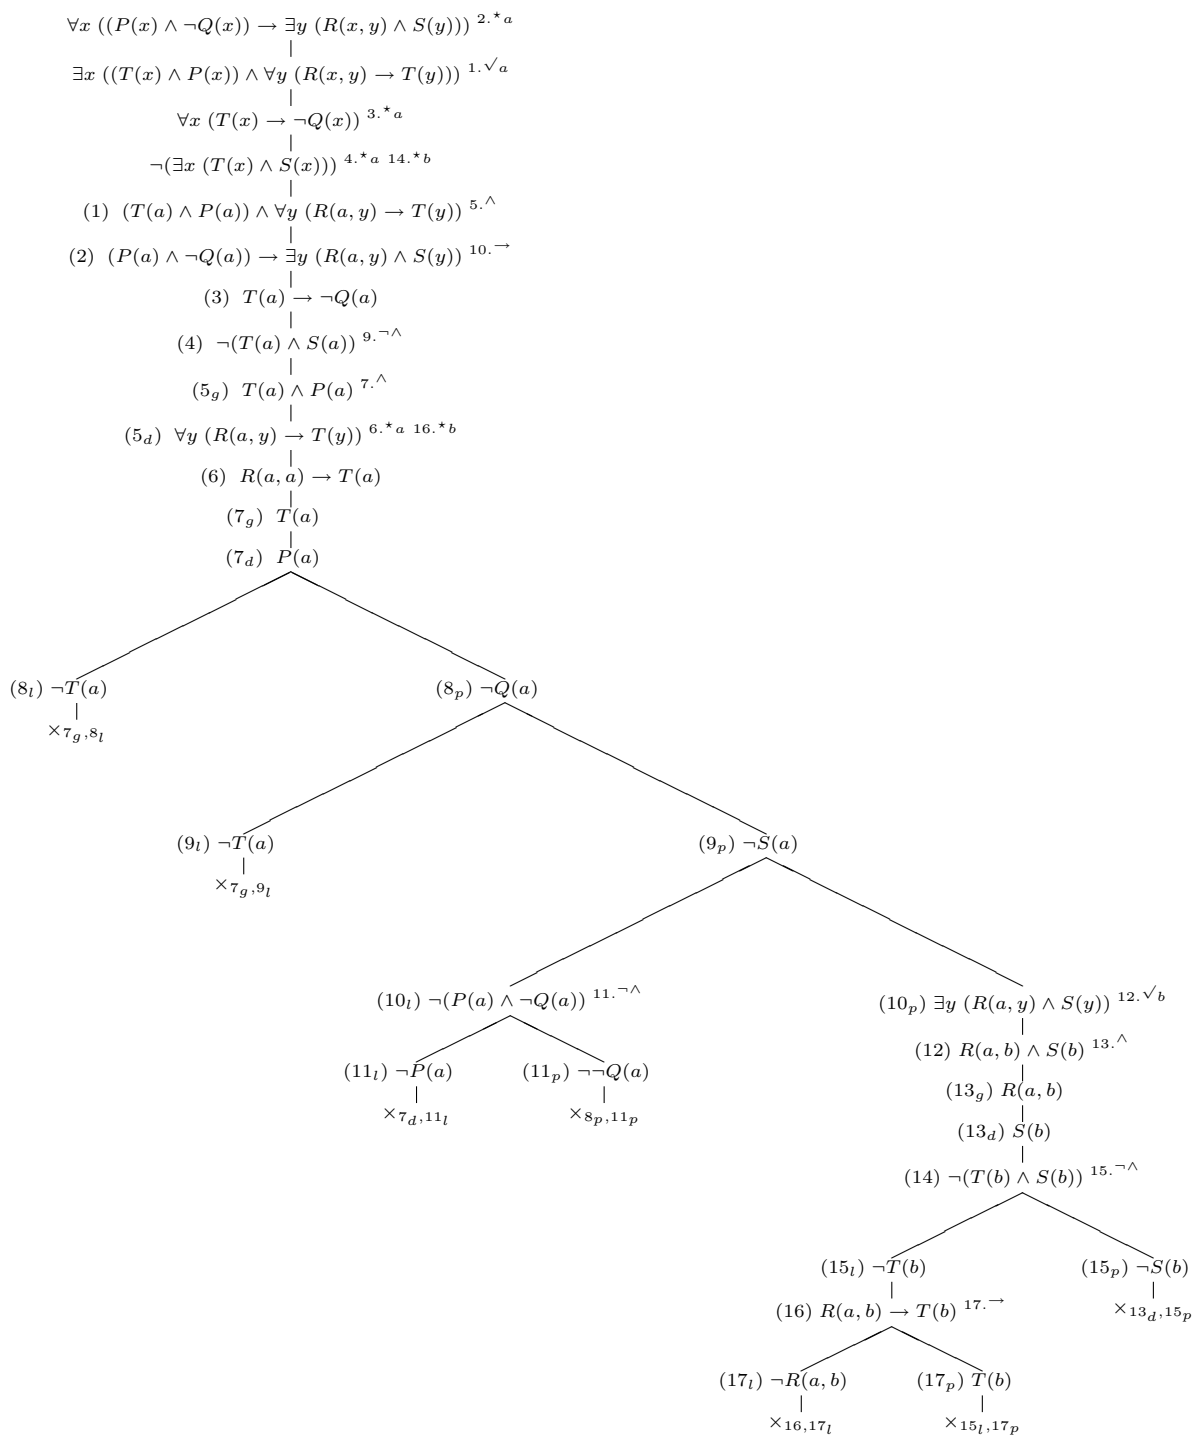 ∀x ((P(x) ∧ ¬Q(x)) → ∃y (R(x, y) ∧ S(y))) 2.⋆a
∃x ((T(x) ∧ P(x)) ∧ ∀y (R(x, y) → T(y))) 1.√a
∀x (T(x) → ¬Q(x)) 3.⋆a
¬(∃x (T(x) ∧ S(x))) 4.⋆a 14.⋆b
(1) (T(a) ∧ P(a)) ∧ ∀y (R(a, y) → T(y)) 5.∧
(2) (P(a) ∧ ¬Q(a)) → ∃y (R(a, y) ∧ S(y)) 10.→
(3) T(a) → ¬Q(a)
(4) ¬(T(a) ∧ S(a)) 9.¬∧
(5g) T(a) ∧ P(a) 7.∧
(5d) ∀y (R(a, y) → T(y)) 6.⋆a 16.⋆b
(6) R(a, a) → T(a)
(7g) T(a)
(7d) P(a)
(8l) ¬T(a) (8p) ¬Q(a)
×7g,8l
(9l) ¬T(a) (9p) ¬S(a)
×7g,9l
(10l) ¬(P(a) ∧ ¬Q(a)) 11.¬∧ (10p) ∃y (R(a, y) ∧ S(y)) 12.√b
(12) R(a, b) ∧ S(b) 13.∧
(11l) ¬P(a) (11p) ¬¬Q(a)
(13g) R(a, b)
×7d,11l ×8p,11p
(13d) S(b)
(14) ¬(T(b) ∧ S(b)) 15.¬∧
(15l) ¬T(b) (15p) ¬S(b)
(16) R(a, b) → T(b) 17.→ ×13d,15p
(17l) ¬R(a, b) (17p) T(b)
×16,17l ×15l,17p